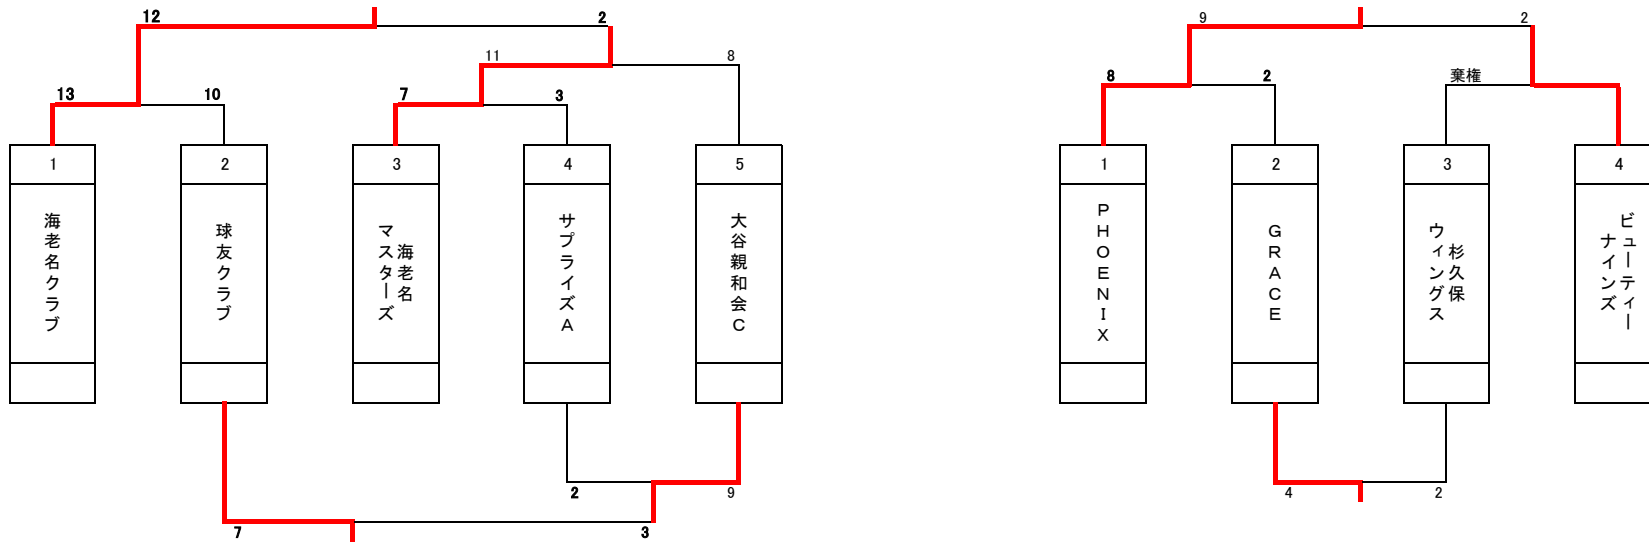 12
2
9
2
11
8
13
10
7
3
8
2
棄権
1
2
3
4
5
1
2
3
4
海老名クラブ
球友クラブ
海老名
マスターズ
サプライズA
大谷親和会C
PHOENIX
GRACE
杉久保
ウィングス
ビューティー
ナインズ
2
9
4
2
7
3